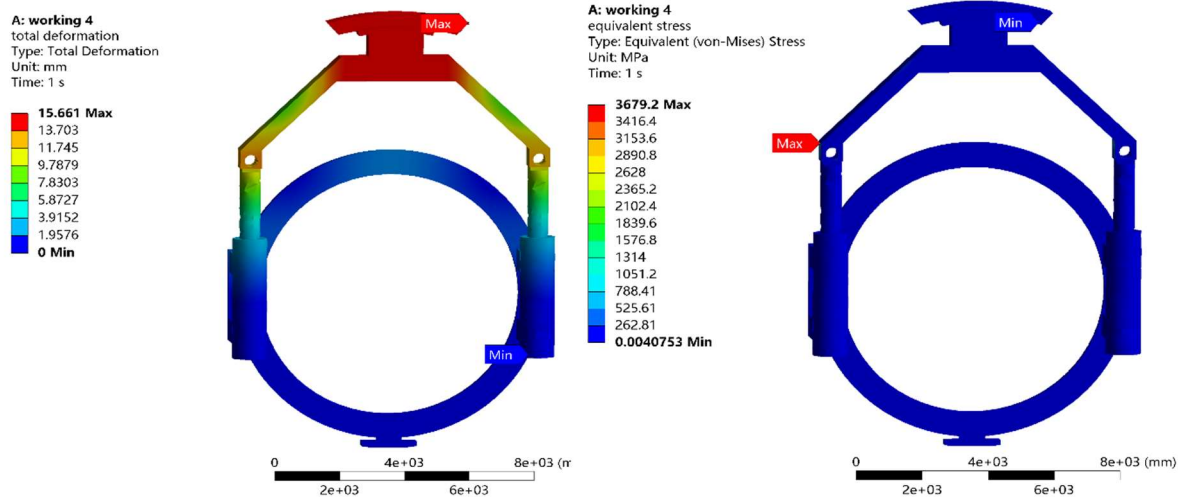 A: working 4
total deformation
Type: Total Deformation
Unit: mm
Time: 1 s
15.661 Max
13.703
11.745
9.7879
7.8303
5.8727
3.9152
1.9576
0 Min
Max
Min
0
4e+03
8e+03 (m
2e+03
6e+03
A: working 4
equivalent stress
Type: Equivalent (von-Mises) Stress
Unit: MPa
Time: 1 s
3679.2 Max
3416.4
3153.6
2890.8
2628
2365.2
2102.4
1839.6
1576.8
1314
1051.2
788.41
525.61
262.81
0.0040753 Min
Min
Max
0
4e+03
8e+03 (mm)
2e+03
6e+03